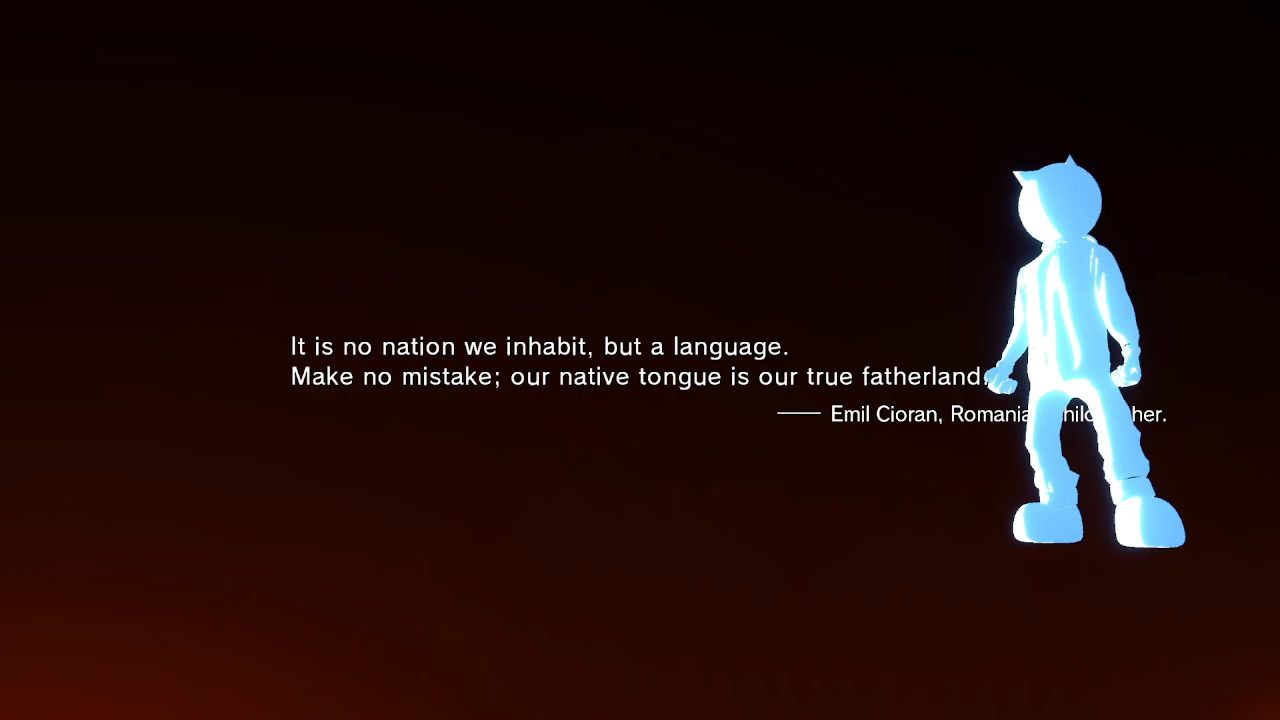 It is no nation we inhabit, but a language.
Make no mistake; our native tongue is our true fatherland.
—— Emil Cioran,